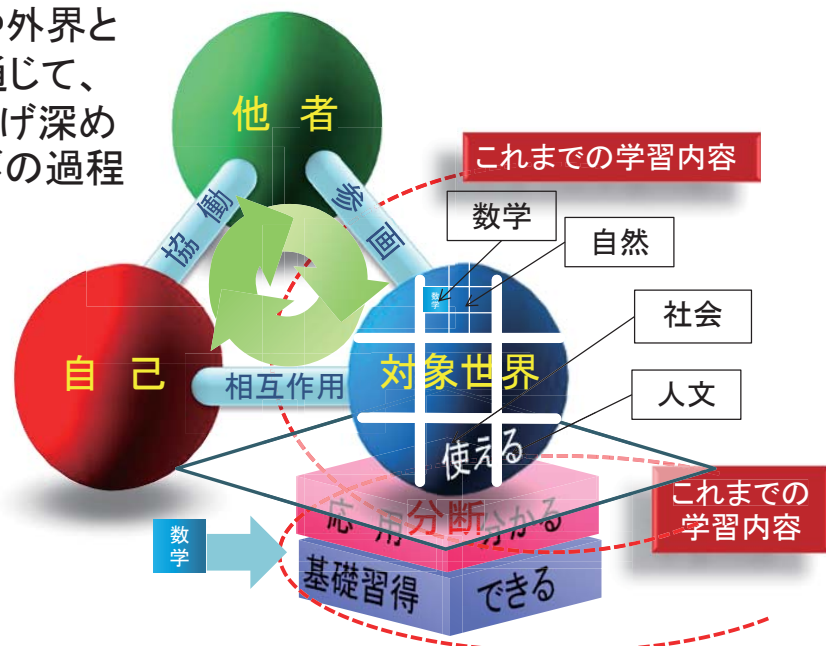 や外界と
通じて、
げ深め
の過程
他 者
これまでの学習内容
数学
自然
協 働
参 画
数学
社会
自 己
相互作用
対象世界
人文
使える
これまでの
学習内容
応 用
分断
分かる
数学
基礎習得
できる